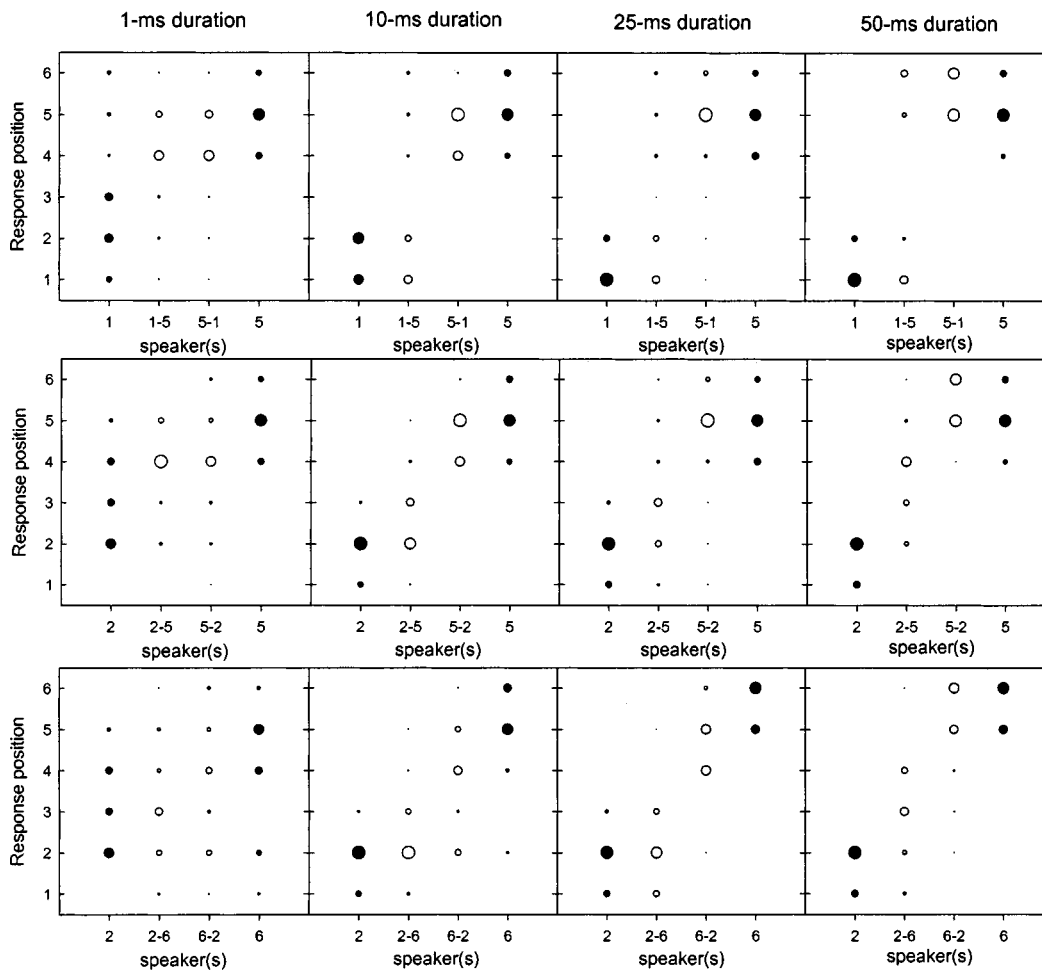 1-ms duration 10-ms duration 25-ms duration 50-ms duration
6
5
4
3
2
1
Response position
1 1-5 5-1 5 1 1-5 5-1 5 1 1-5 5-1 5 1 1-5 5-1 5
speaker(s) speaker(s) speaker(s) speaker(s)
6
5
4
3
2
1
Response position
2 2-5 5-2 5 2 2-5 5-2 5 2 2-5 5-2 5 2 2-5 5-2 5
speaker(s) speaker(s) speaker(s) speaker(s)
6
5
4
3
2
1
Response position
2 2-6 6-2 6 2 2-6 6-2 6 2 2-6 6-2 6 2 2-6 6-2 6
speaker(s) speaker(s) speaker(s) speaker(s)